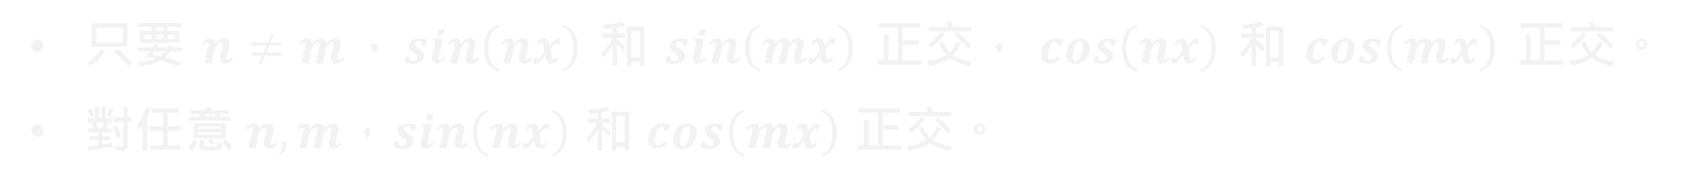 • 只要 n ≠ m，sin(nx) 和 sin(mx) 正交， cos(nx) 和 cos(mx) 正交。
• 對任意 n, m，sin(nx) 和 cos(mx) 正交。